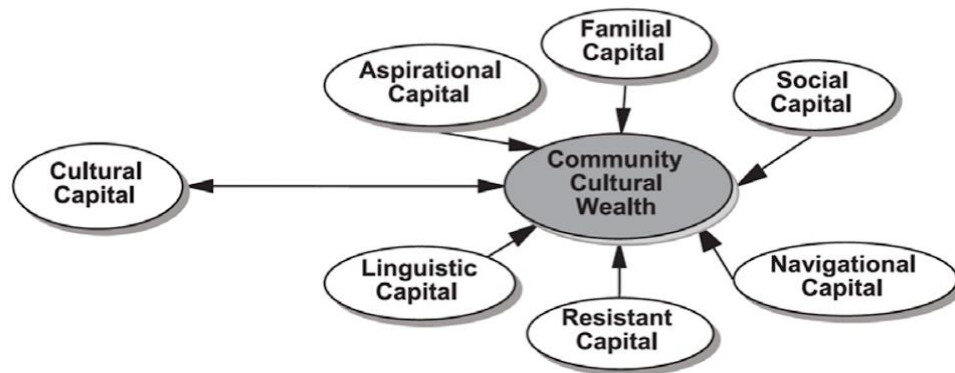 Familial
Capital
Aspirational
Capital
Social
Capital
Cultural
Capital
Community
Cultural
Wealth
Linguistic
Capital
Resistant
Capital
Navigational
Capital